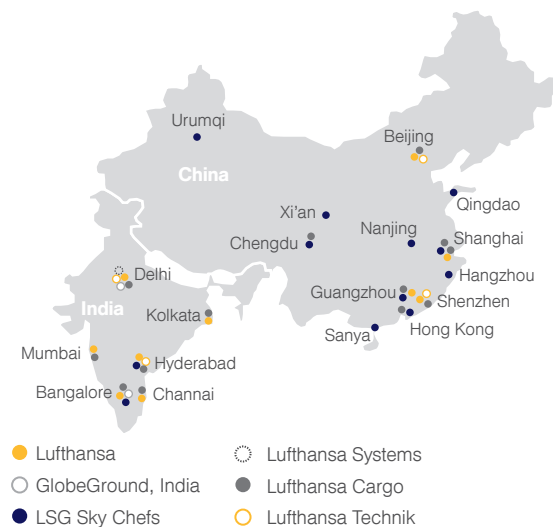 Urumqi
Beijing
China
Qingdao
Xi'an
Nanjing
Shanghai
Chengdu
Hangzhou
Delhi
Guangzhou
Shenzhen
India
Kolkata
Hong Kong
Sanya
Mumbai
Hyderabad
Bangalore
Channai
Lufthansa
Lufthansa Systems
GlobeGround, India
Lufthansa Cargo
LSG Sky Chefs
Lufthansa Technik